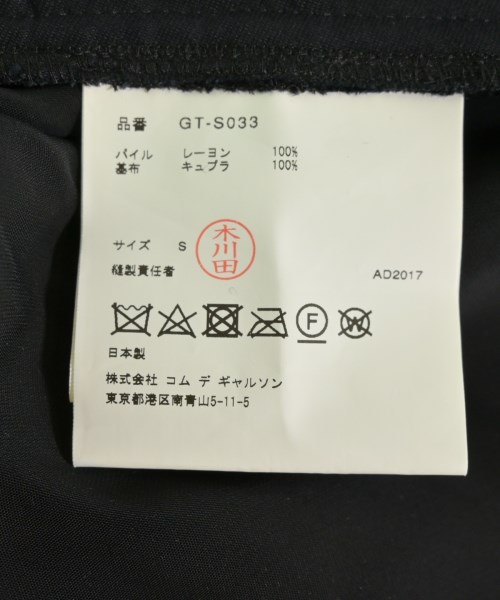 品番 GT-S033
パイル レーヨン 100%
基布 キュプラ 100%
サイズ S
木川田
縫製責任者 AD2017
F W
日本製
株式会社 コム デ ギャルソン
東京都港区南青山5-11-5